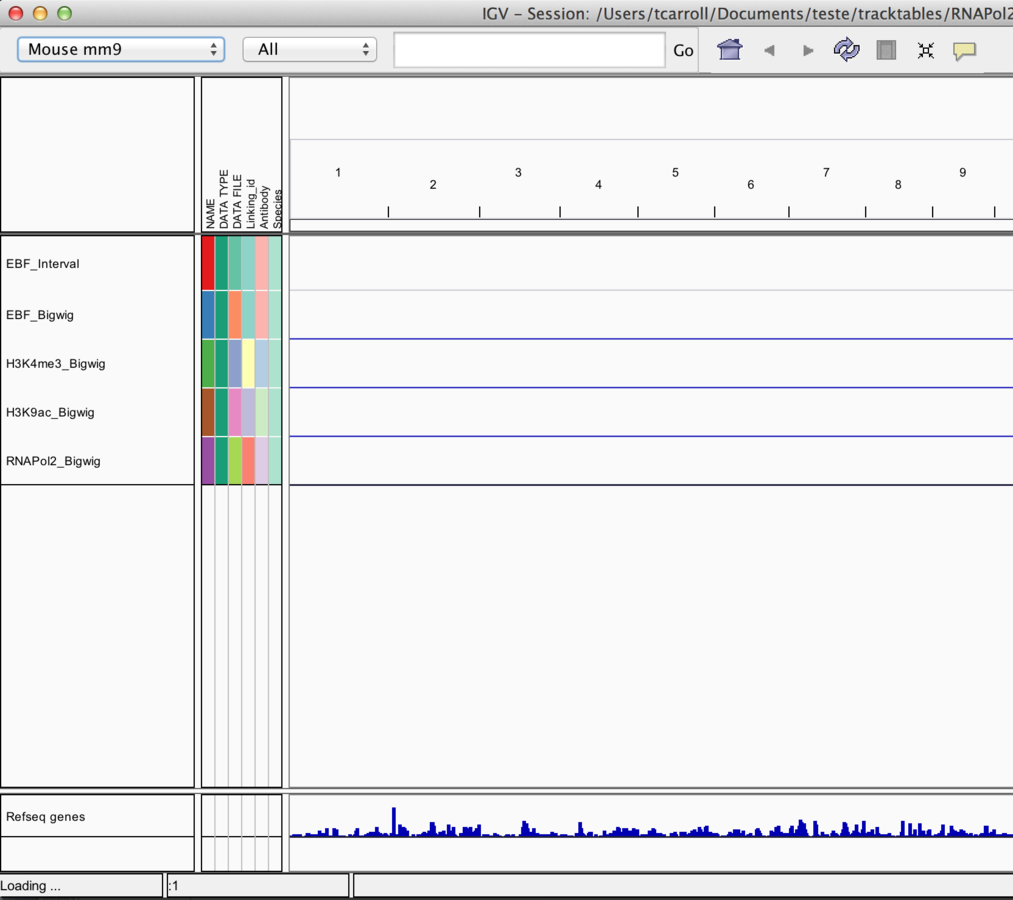 IGV - Session: /Users/tcarroll/Documents/teste/tracktables/RNAPol2
Mouse mm9
All
Go
NAME
DATA TYPE
DATA FILE
Linking_id
Antibody
Species
1
2
3
4
5
6
7
8
9
EBF_Interval
EBF_Bigwig
H3K4me3_Bigwig
H3K9ac_Bigwig
RNAPol2_Bigwig
Refseq genes
Loading ...
:1